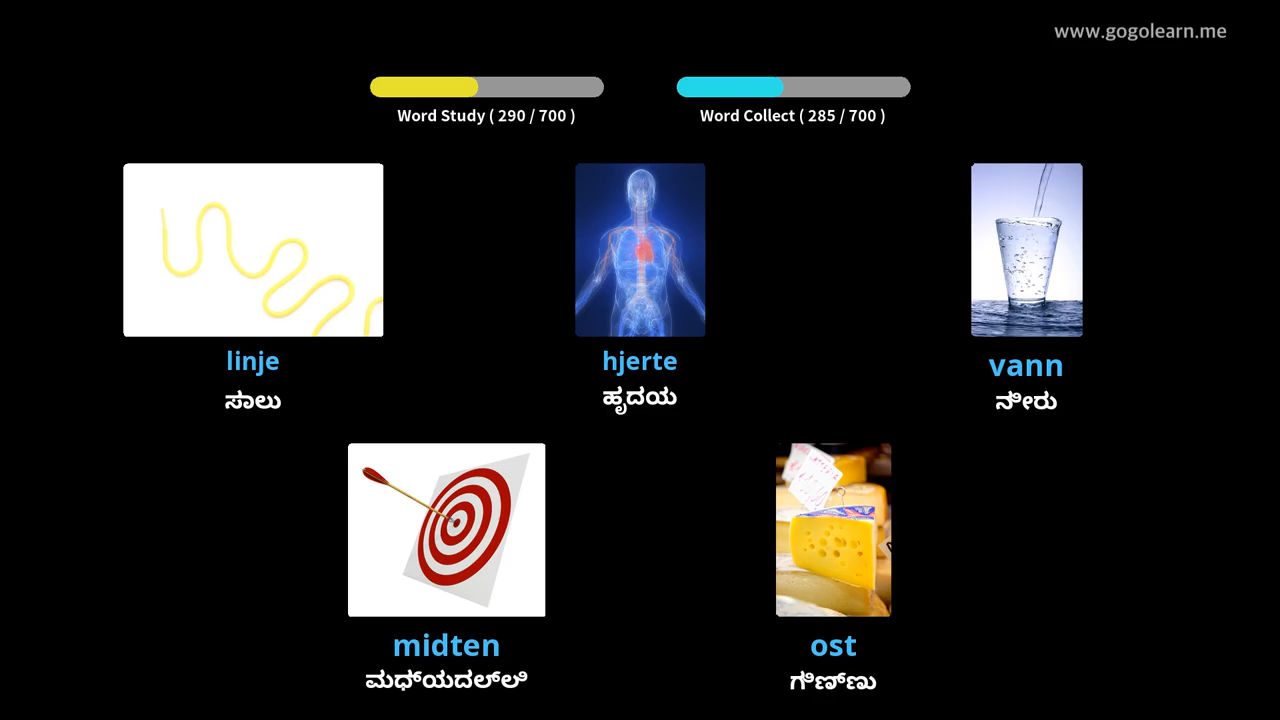 www.gogolearn.me
Word Study ( 290 / 700 )
Word Collect ( 285 / 700 )
linje
ಸಾಲು
hjerte
ಹೃದಯ
vann
ನೀರು
midten
ಮಧ್ಯದಲ್ಲಿ
ost
ಗಿಣ್ಣು